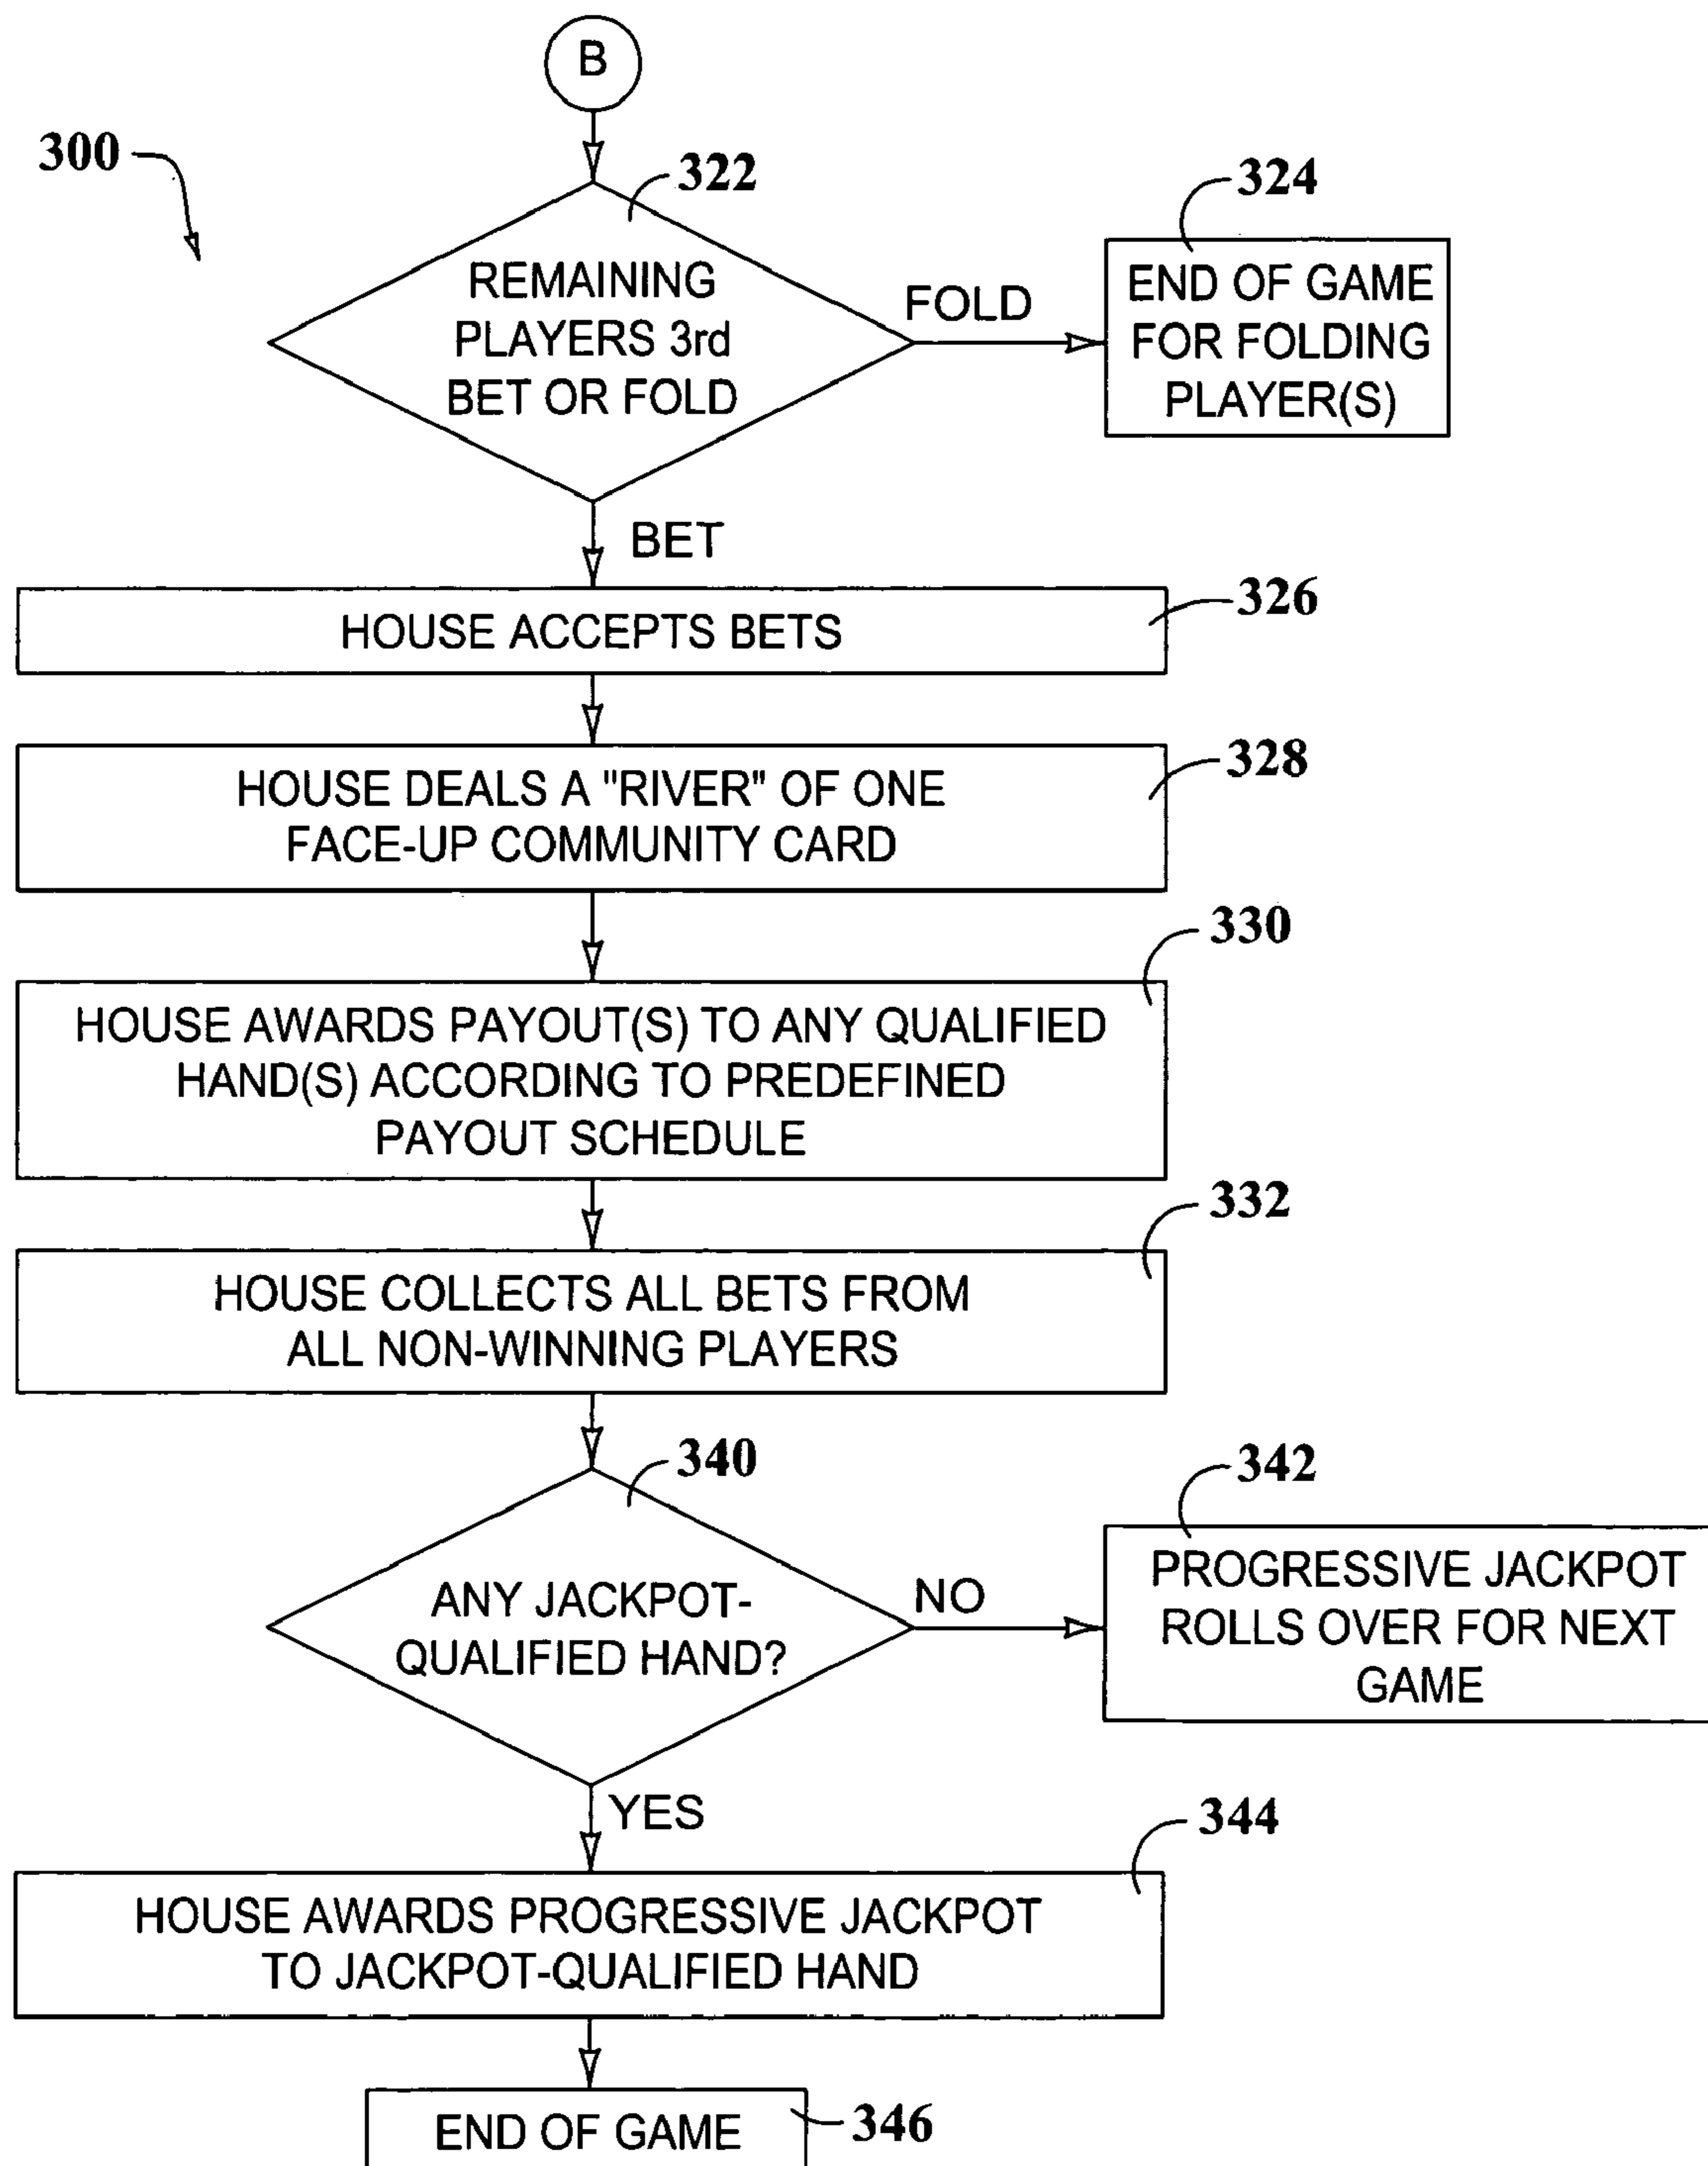 B
300
322
324
REMAINING
PLAYERS 3rd
BET OR FOLD
FOLD
END OF GAME
FOR FOLDING
PLAYER(S)
BET
326
HOUSE ACCEPTS BETS
328
HOUSE DEALS A "RIVER" OF ONE
FACE-UP COMMUNITY CARD
330
HOUSE AWARDS PAYOUT(S) TO ANY QUALIFIED
HAND(S) ACCORDING TO PREDEFINED
PAYOUT SCHEDULE
332
HOUSE COLLECTS ALL BETS FROM
ALL NON-WINNING PLAYERS
340
342
ANY JACKPOT-
QUALIFIED HAND?
NO
PROGRESSIVE JACKPOT
ROLLS OVER FOR NEXT
GAME
YES
344
HOUSE AWARDS PROGRESSIVE JACKPOT
TO JACKPOT-QUALIFIED HAND
END OF GAME
346